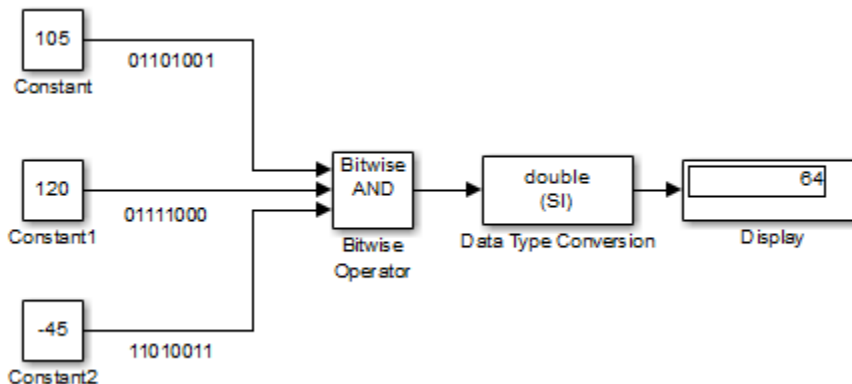 105
01101001
Constant
120
01111000
Constant1
-45
11010011
Constant2
Bitwise
AND
Bitwise
Operator
double
(SI)
Data Type Conversion
64
Display